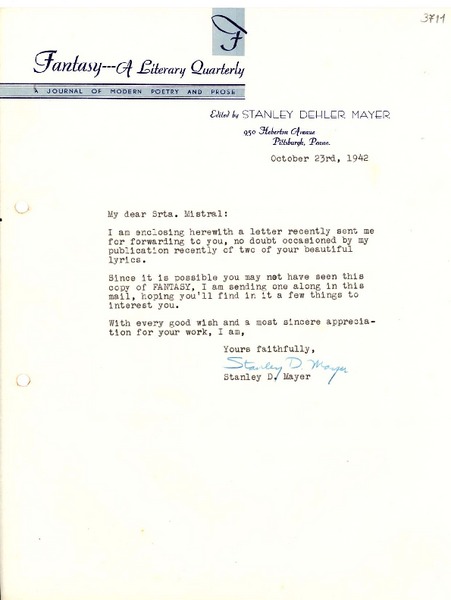 3711
F
Fantasy---A Literary Quarterly
A JOURNAL OF MODERN POETRY AND PROSE
Edited by STANLEY DEHLER MAYER
950 Heberton Avenue
Pittsburgh, Penna.
October 23rd, 1942
My dear Srta. Mistral:
I am enclosing herewith a letter recently sent me
for forwarding to you, no doubt occasioned by my
publication recently of two of your beautiful
lyrics.
Since it is possible you may not have seen this
copy of FANTASY, I am sending one along in this
mail, hoping you'll find in it a few things to
interest you.
With every good wish and a most sincere apprecia-
tion for your work, I am,
Yours faithfully,
Stanley D. Mayer
Stanley D. Mayer